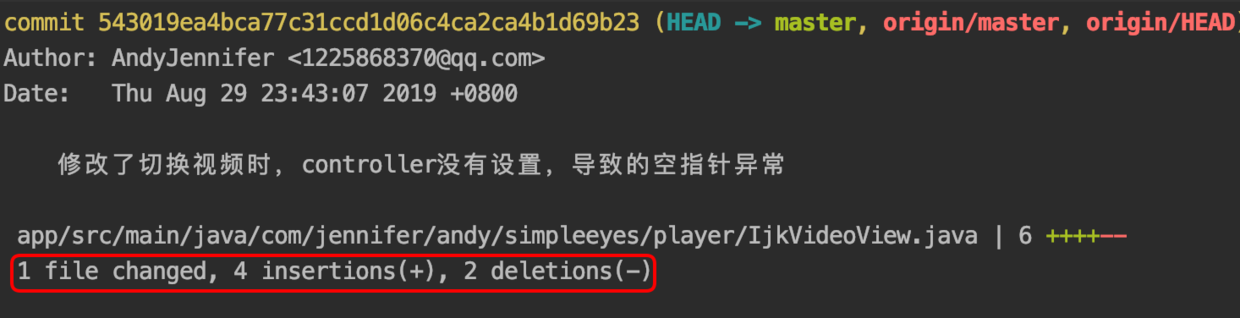 commit 543019ea4bca77c31ccd1d06c4ca2ca4b1d69b23 (HEAD -> master, origin/master, origin/HEAD)
Author: AndyJennifer <1225868370@qq.com>
Date:   Thu Aug 29 23:43:07 2019 +0800
修改了切换视频时，controller没有设置，导致的空指针异常
app/src/main/java/com/jennifer/andy/simpleeyes/player/IjkVideoView.java | 6 ++++--
1 file changed, 4 insertions(+), 2 deletions(-)